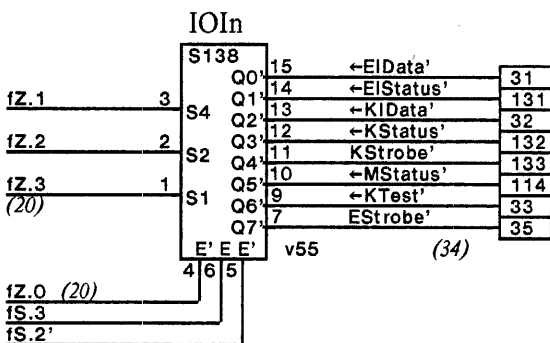 IOIn
S138
fZ.1 3 S4
fZ.2 2 S2
fZ.3 1 S1
(20)
Q0' 15 ←EIData' 31
Q1' 14 ←EIStatus' 131
Q2' 13 ←KIData' 32
Q3' 12 ←KStatus' 132
Q4' 11 KStrobe' 133
Q5' 10 ←MStatus' 114
Q6' 9 ←KTest' 33
Q7' 7 EStrobe' 35
E' E E' v55 (34)
4 6 5
fZ.0 (20)
fS.3
fS.2'